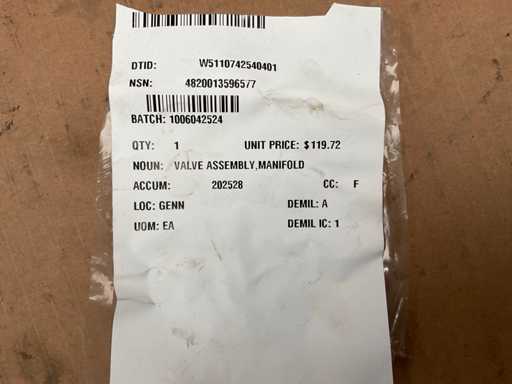 DTID: W5110742540401
NSN: 4820013596577
BATCH: 1006042524
QTY: 1 UNIT PRICE: $119.72
NOUN: VALVE ASSEMBLY,MANIFOLD
ACCUM: 202528 CC: F
LOC: GENN DEMIL: A
UOM: EA DEMIL IC: 1